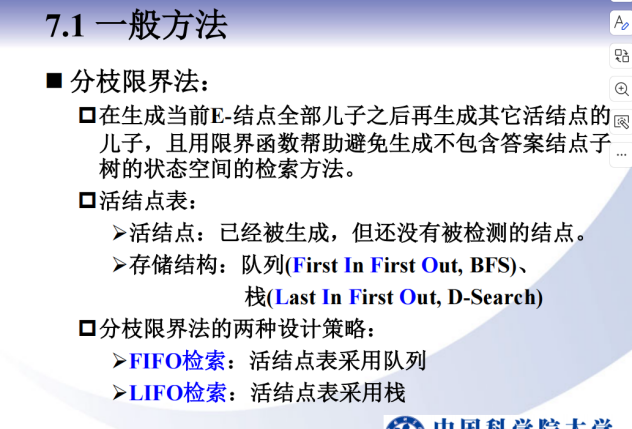 7.1 一般方法
■ 分枝限界法：
在生成当前E-结点全部儿子之后再生成其它活结点的
儿子，且用限界函数帮助避免生成不包含答案结点子
树的状态空间的检索方法。
活结点表：
➢活结点：已经被生成，但还没有被检测的结点。
➢存储结构：队列(First In First Out, BFS)、
栈(Last In First Out, D-Search)
分枝限界法的两种设计策略：
➢FIFO检索：活结点表采用队列
➢LIFO检索：活结点表采用栈
中国科学院大学